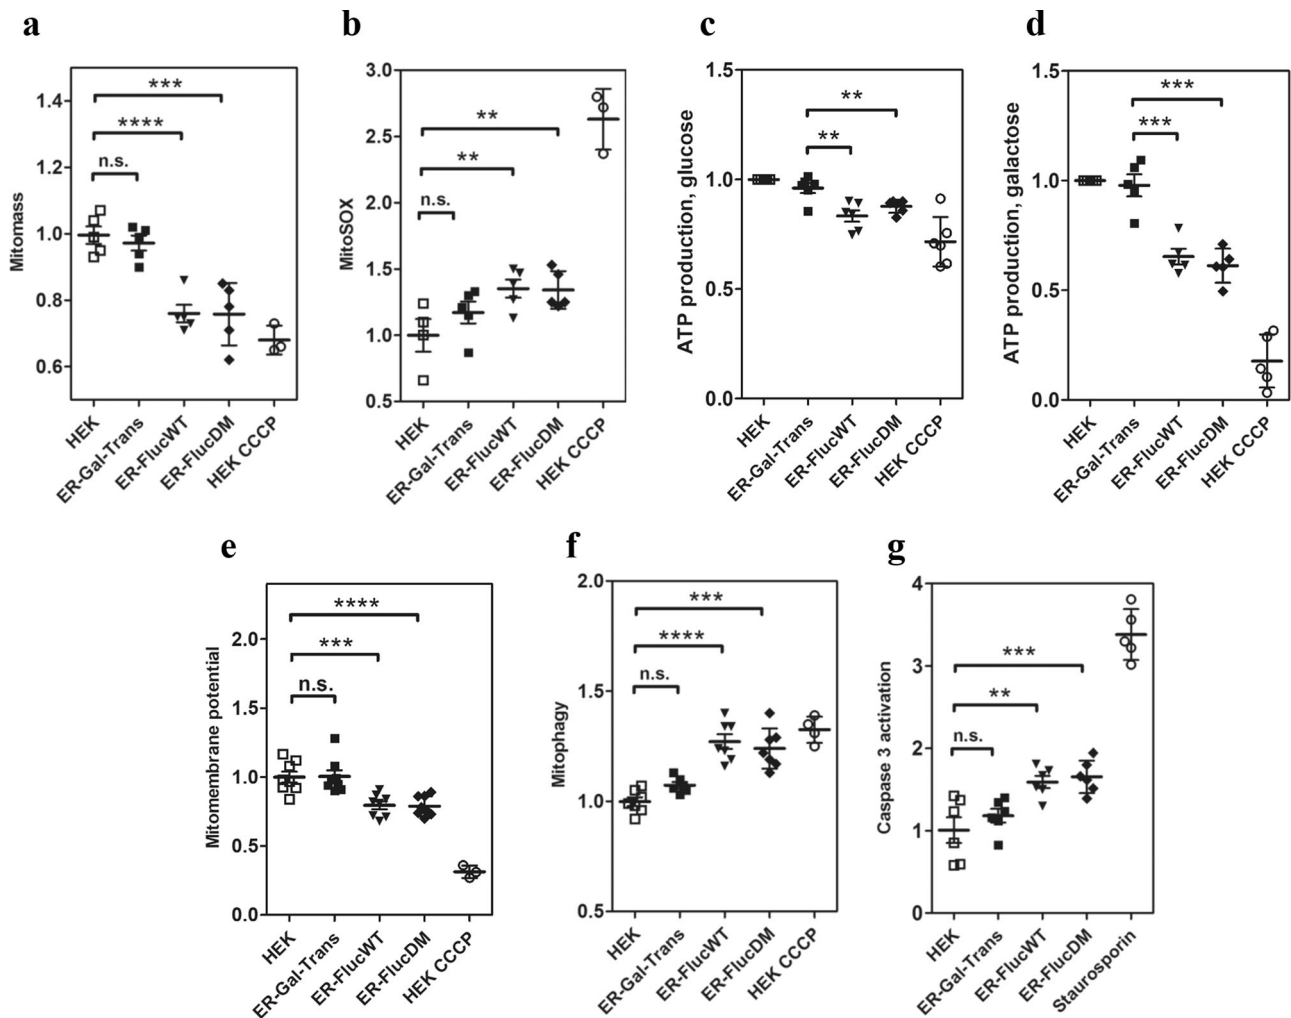 a
Mitomass
1.4
1.2
1.0
0.8
0.6
***
****
n.s.
HEK
ER-Gal-Trans
ER-FlucWT
ER-FlucDM
HEK CCCP
b
MitoSOX
3.0
2.5
2.0
1.5
1.0
0.5
**
**
n.s.
HEK
ER-Gal-Trans
ER-FlucWT
ER-FlucDM
HEK CCCP
c
ATP production, glucose
1.5
1.0
0.5
0.0
**
**
HEK
ER-Gal-Trans
ER-FlucWT
ER-FlucDM
HEK CCCP
d
ATP production, galactose
1.5
1.0
0.5
0.0
***
***
HEK
ER-Gal-Trans
ER-FlucWT
ER-FlucDM
HEK CCCP
e
Mitomembrane potential
2.0
1.5
1.0
0.5
0.0
****
***
n.s.
HEK
ER-Gal-Trans
ER-FlucWT
ER-FlucDM
HEK CCCP
f
Mitophagy
2.0
1.5
1.0
0.5
***
****
n.s.
HEK
ER-Gal-Trans
ER-FlucWT
ER-FlucDM
HEK CCCP
g
Caspase 3 activation
4
3
2
1
0
***
**
n.s.
HEK
ER-Gal-Trans
ER-FlucWT
ER-FlucDM
Staurosporin